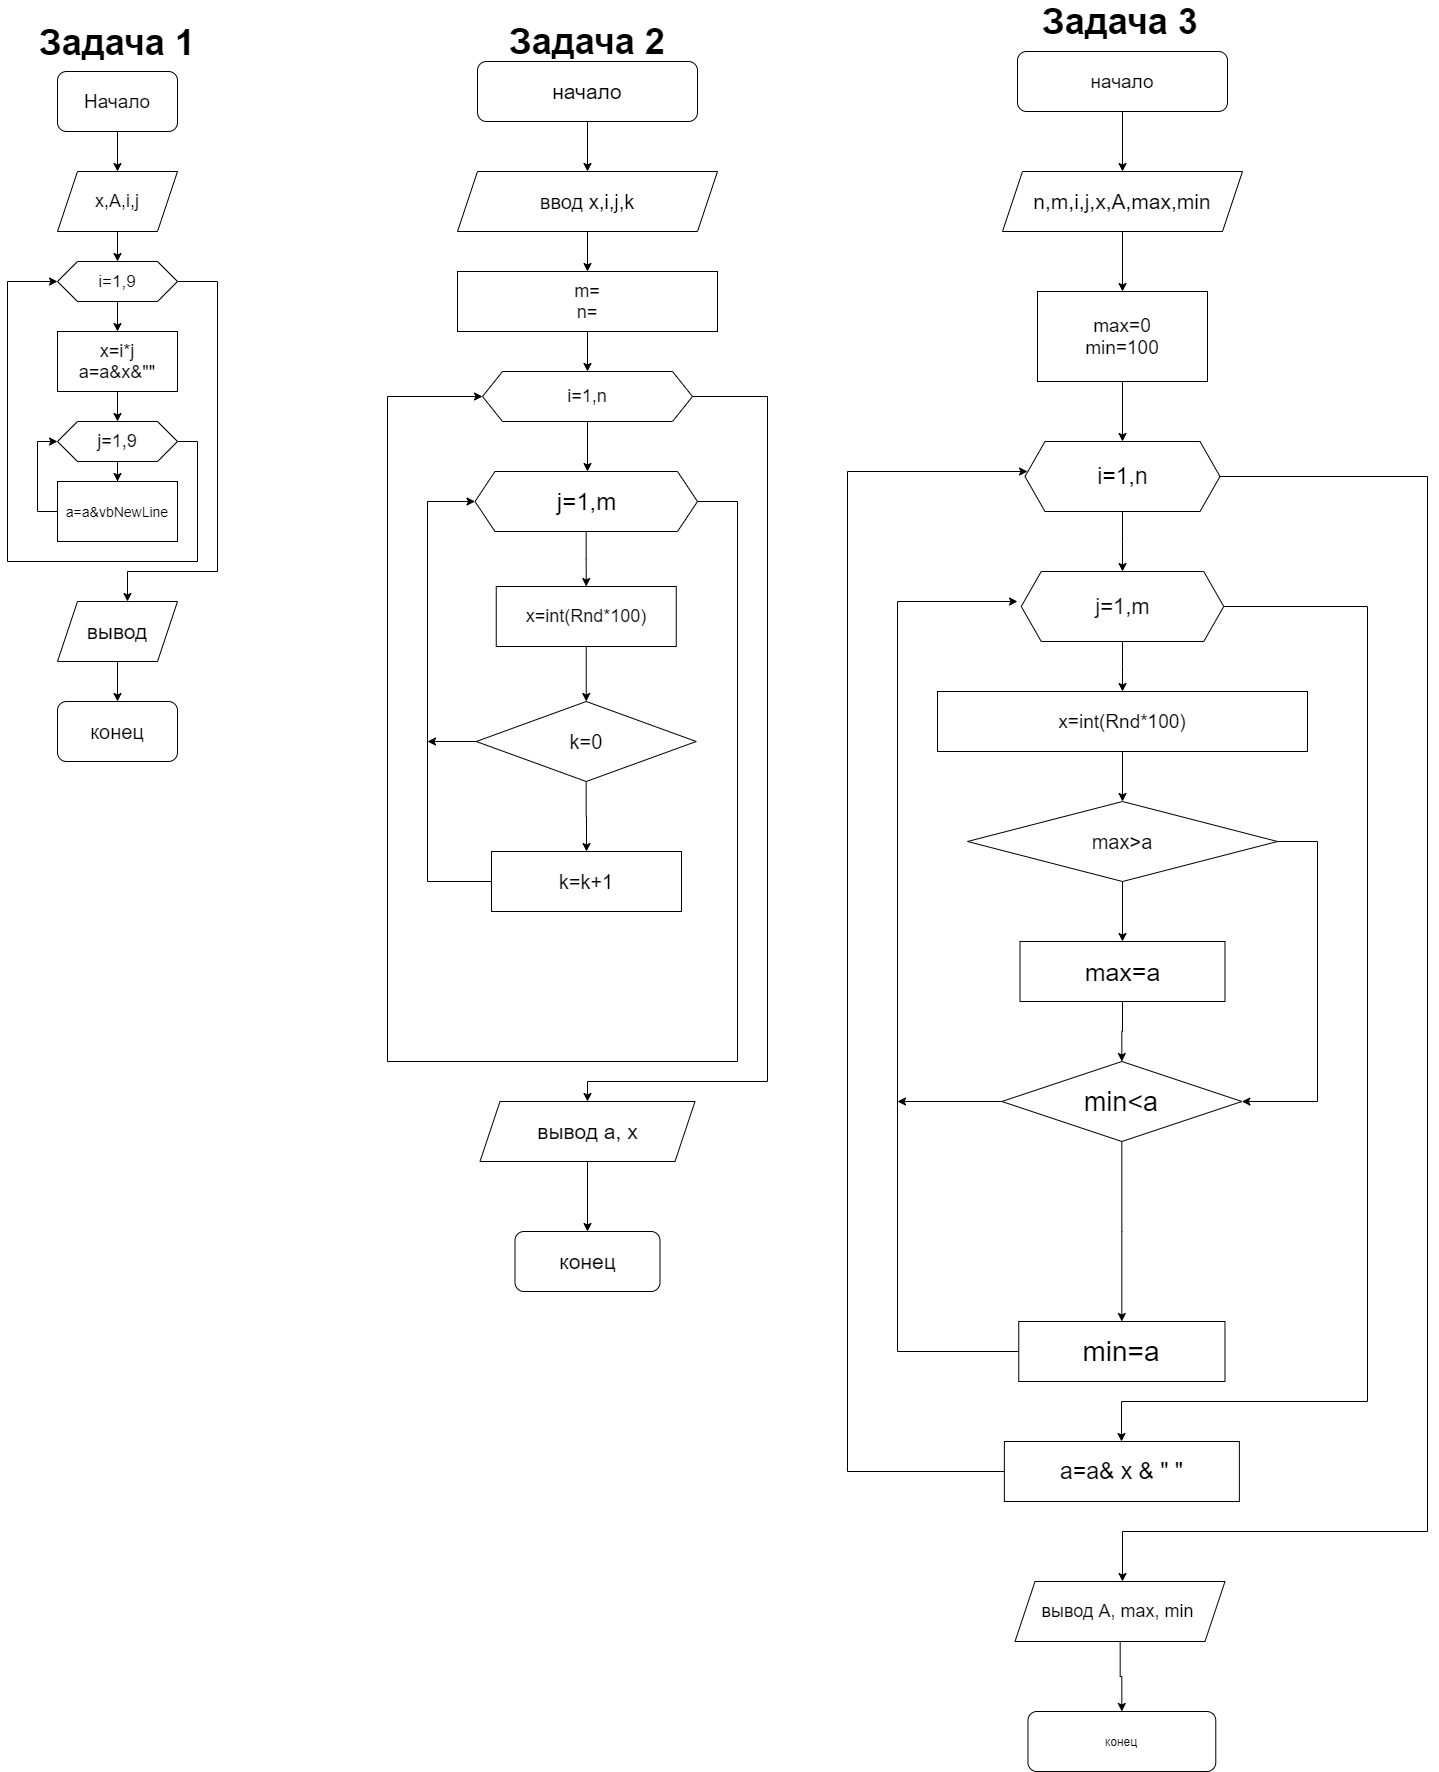 Задача 1
Начало
x,A,i,j
i=1,9
x=i*j
a=a&x&""
j=1,9
a=a&vbNewLine
вывод
конец
Задача 2
начало
ввод x,i,j,k
m=
n=
i=1,n
j=1,m
x=int(Rnd*100)
k=0
k=k+1
вывод a, x
конец
Задача 3
начало
n,m,i,j,x,A,max,min
max=0
min=100
i=1,n
j=1,m
x=int(Rnd*100)
max>a
max=a
min<a
min=a
a=a& x & " "
вывод A, max, min
конец